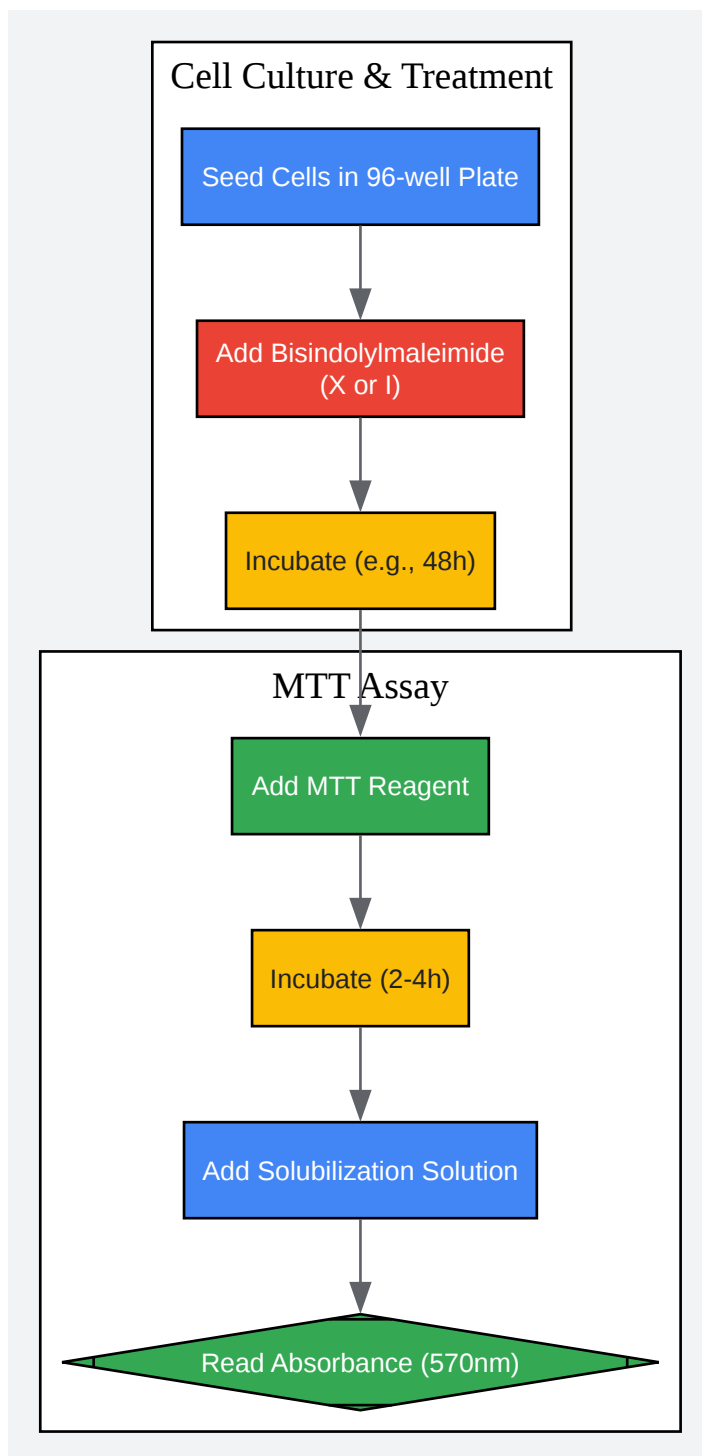 Cell Culture & Treatment
Seed Cells in 96-well Plate
Add Bisindolylmaleimide
(X or I)
Incubate (e.g., 48h)
MTT Assay
Add MTT Reagent
Incubate (2-4h)
Add Solubilization Solution
Read Absorbance (570nm)